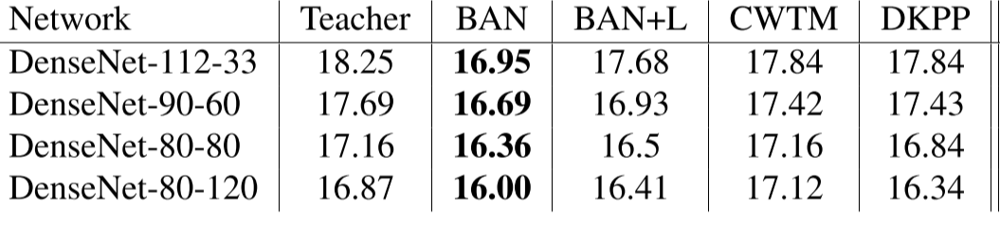 Network Teacher BAN BAN+L CWTM DKPP
DenseNet-112-33 18.25 16.95 17.68 17.84 17.84
DenseNet-90-60 17.69 16.69 16.93 17.42 17.43
DenseNet-80-80 17.16 16.36 16.5 17.16 16.84
DenseNet-80-120 16.87 16.00 16.41 17.12 16.34